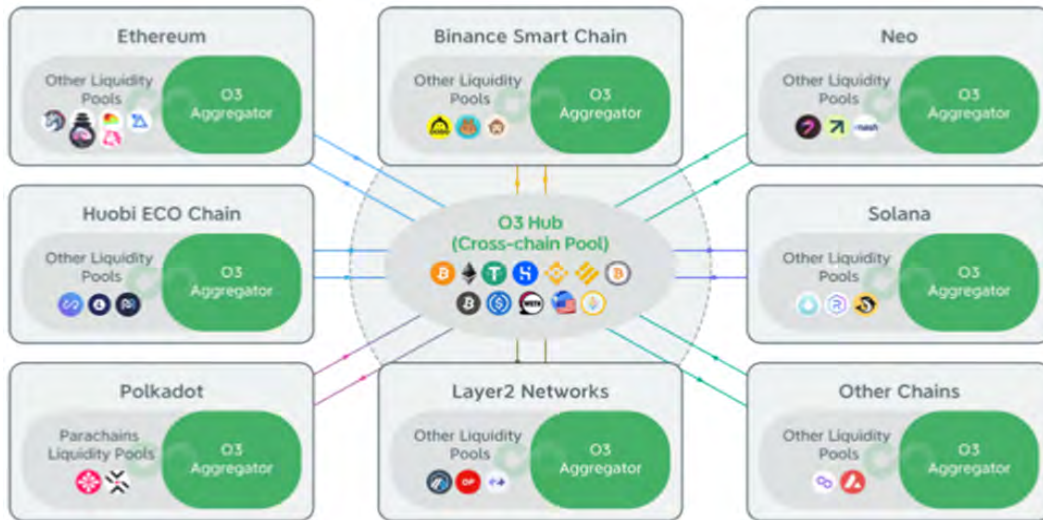 Ethereum
Other Liquidity
Pools
O3
Aggregator
Binance Smart Chain
Other Liquidity
Pools
O3
Aggregator
Neo
Other Liquidity
Pools
O3
Aggregator
Huobi ECO Chain
Other Liquidity
Pools
O3
Aggregator
O3 Hub
(Cross-chain Pool)
Solana
Other Liquidity
Pools
O3
Aggregator
Polkadot
Parachains
Liquidity Pools
O3
Aggregator
Layer2 Networks
Other Liquidity
Pools
OP
O3
Aggregator
Other Chains
Other Liquidity
Pools
O3
Aggregator